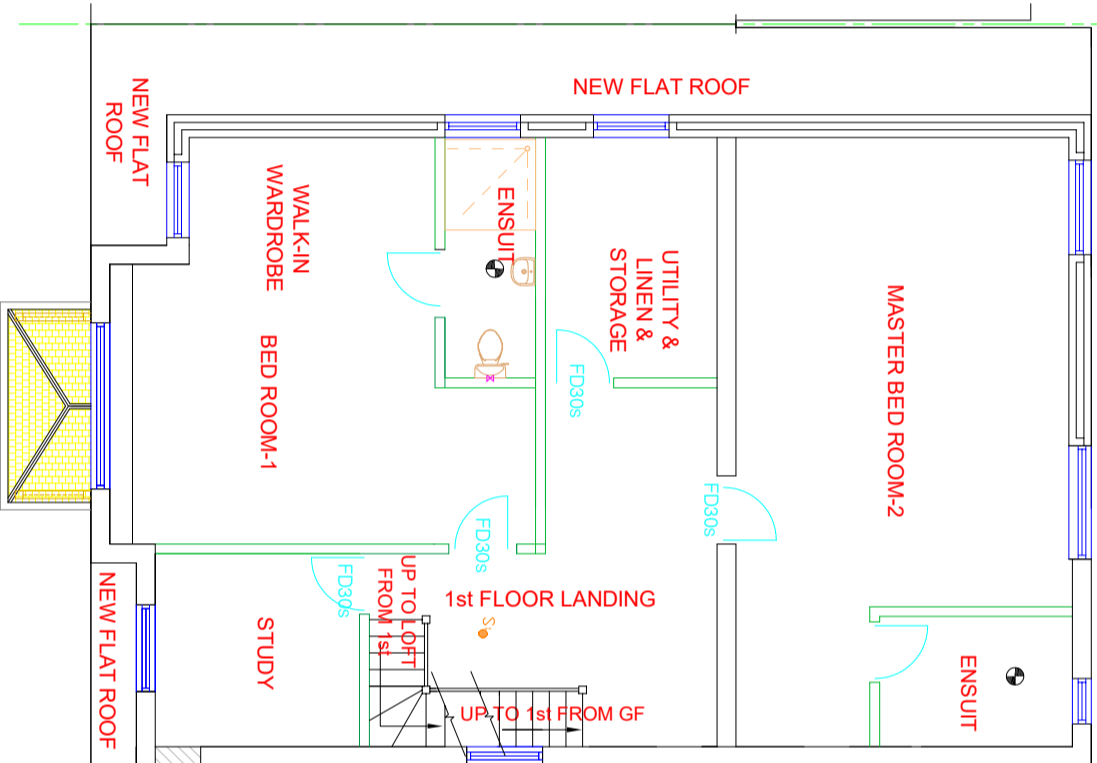 NEW FLAT ROOF
NEW FLAT
ROOF
WALK-IN
WARDROBE
ENSUIT
UTILITY &
LINEN &
STORAGE
BED ROOM-1
MASTER BED ROOM-2
FD30s
FD30s
FD30s
FD30s
UP TO LOFT
FROM 1st
1st FLOOR LANDING
S
NEW FLAT ROOF
STUDY
ENSUIT
UP TO 1st FROM GF